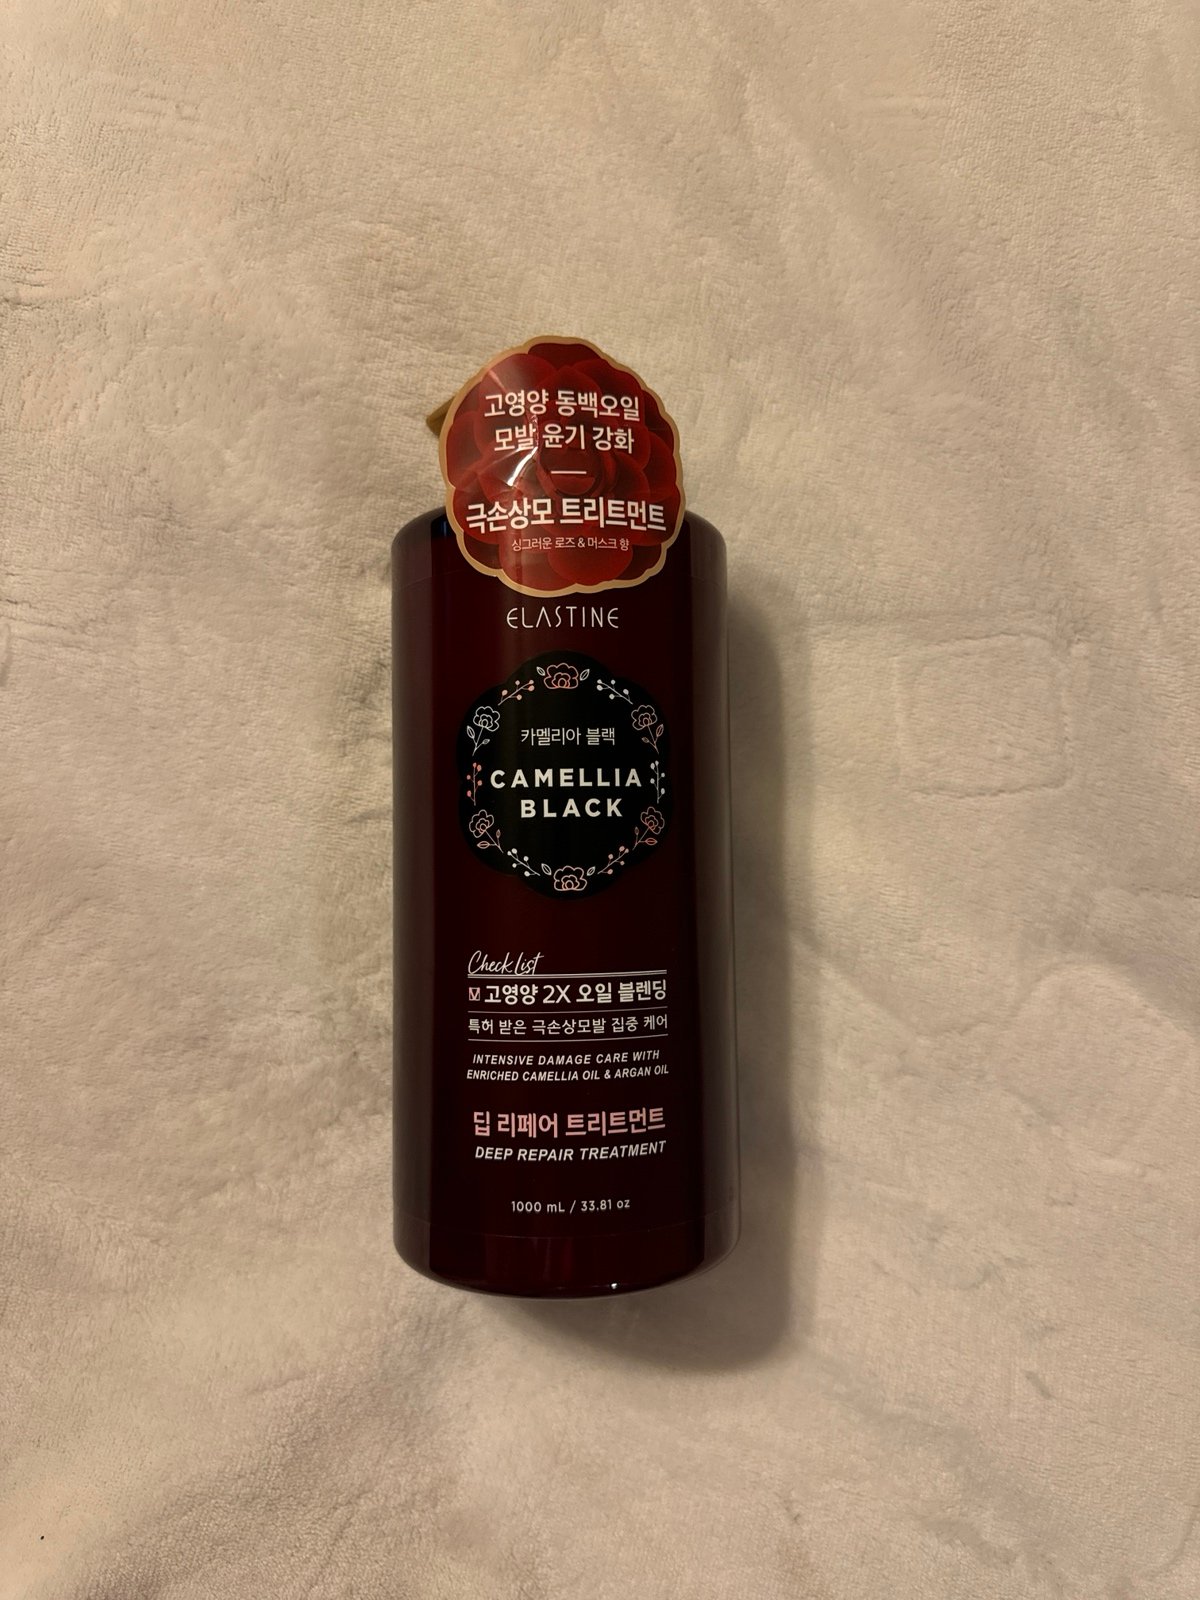 고영양 동백오일
모발 윤기 강화
극손상모 트리트먼트
싱그러운 로즈 & 머스크 향
ELASTINE
카멜리아 블랙
CAMELLIA
BLACK
Check List
고영양 2X 오일 블렌딩
특허 받은 극손상모발 집중 케어
INTENSIVE DAMAGE CARE WITH
ENRICHED CAMELLIA OIL & ARGAN OIL
딥 리페어 트리트먼트
DEEP REPAIR TREATMENT
1000 mL / 33.81 oz